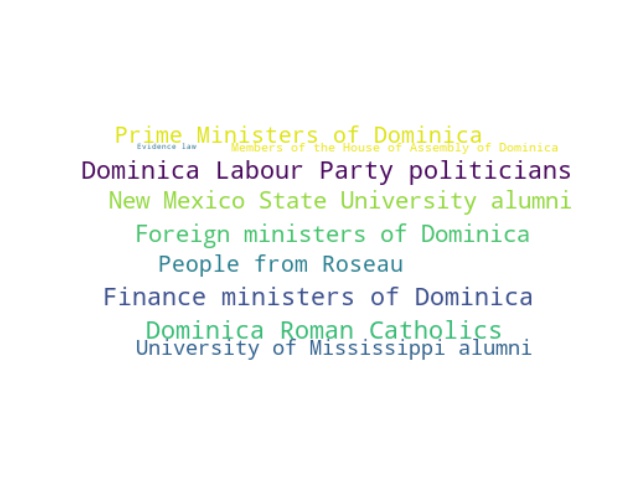 Prime Ministers of Dominica
Evidence law
Members of the House of Assembly of Dominica
Dominica Labour Party politicians
New Mexico State University alumni
Foreign ministers of Dominica
People from Roseau
Finance ministers of Dominica
Dominica Roman Catholics
University of Mississippi alumni